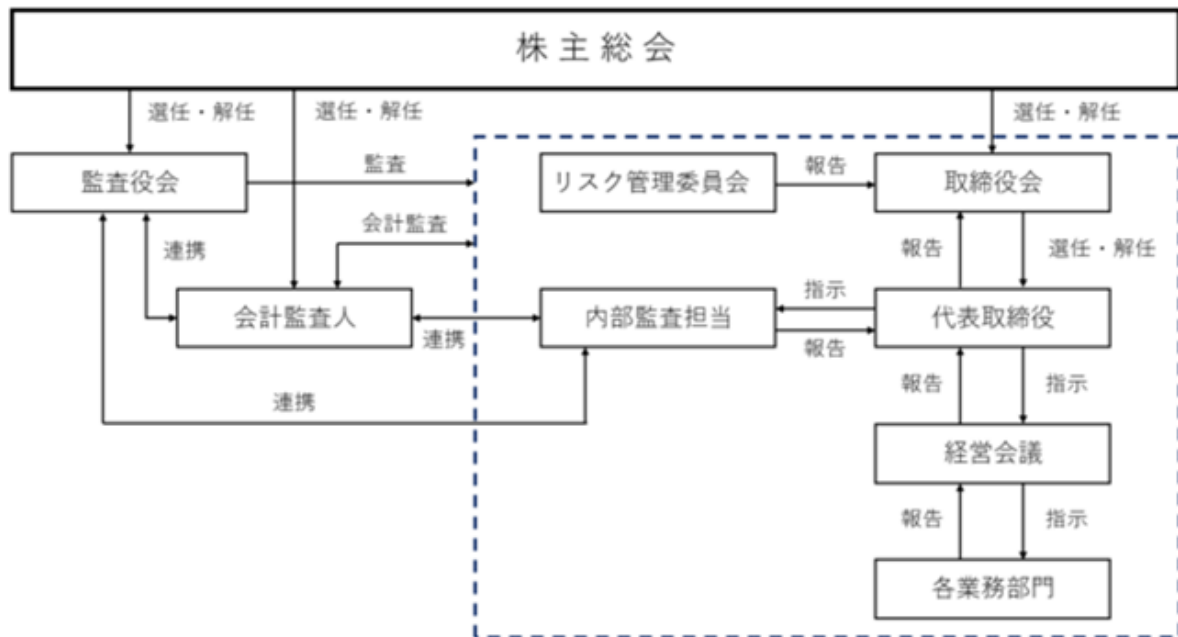 株主総会
選任・解任
選任・解任
選任・解任
監査役会
監査
リスク管理委員会
報告
取締役会
連携
会計監査
報告
選任・解任
会計監査人
連携
内部監査担当
指示
報告
代表取締役
連携
報告
指示
経営会議
報告
指示
各業務部門